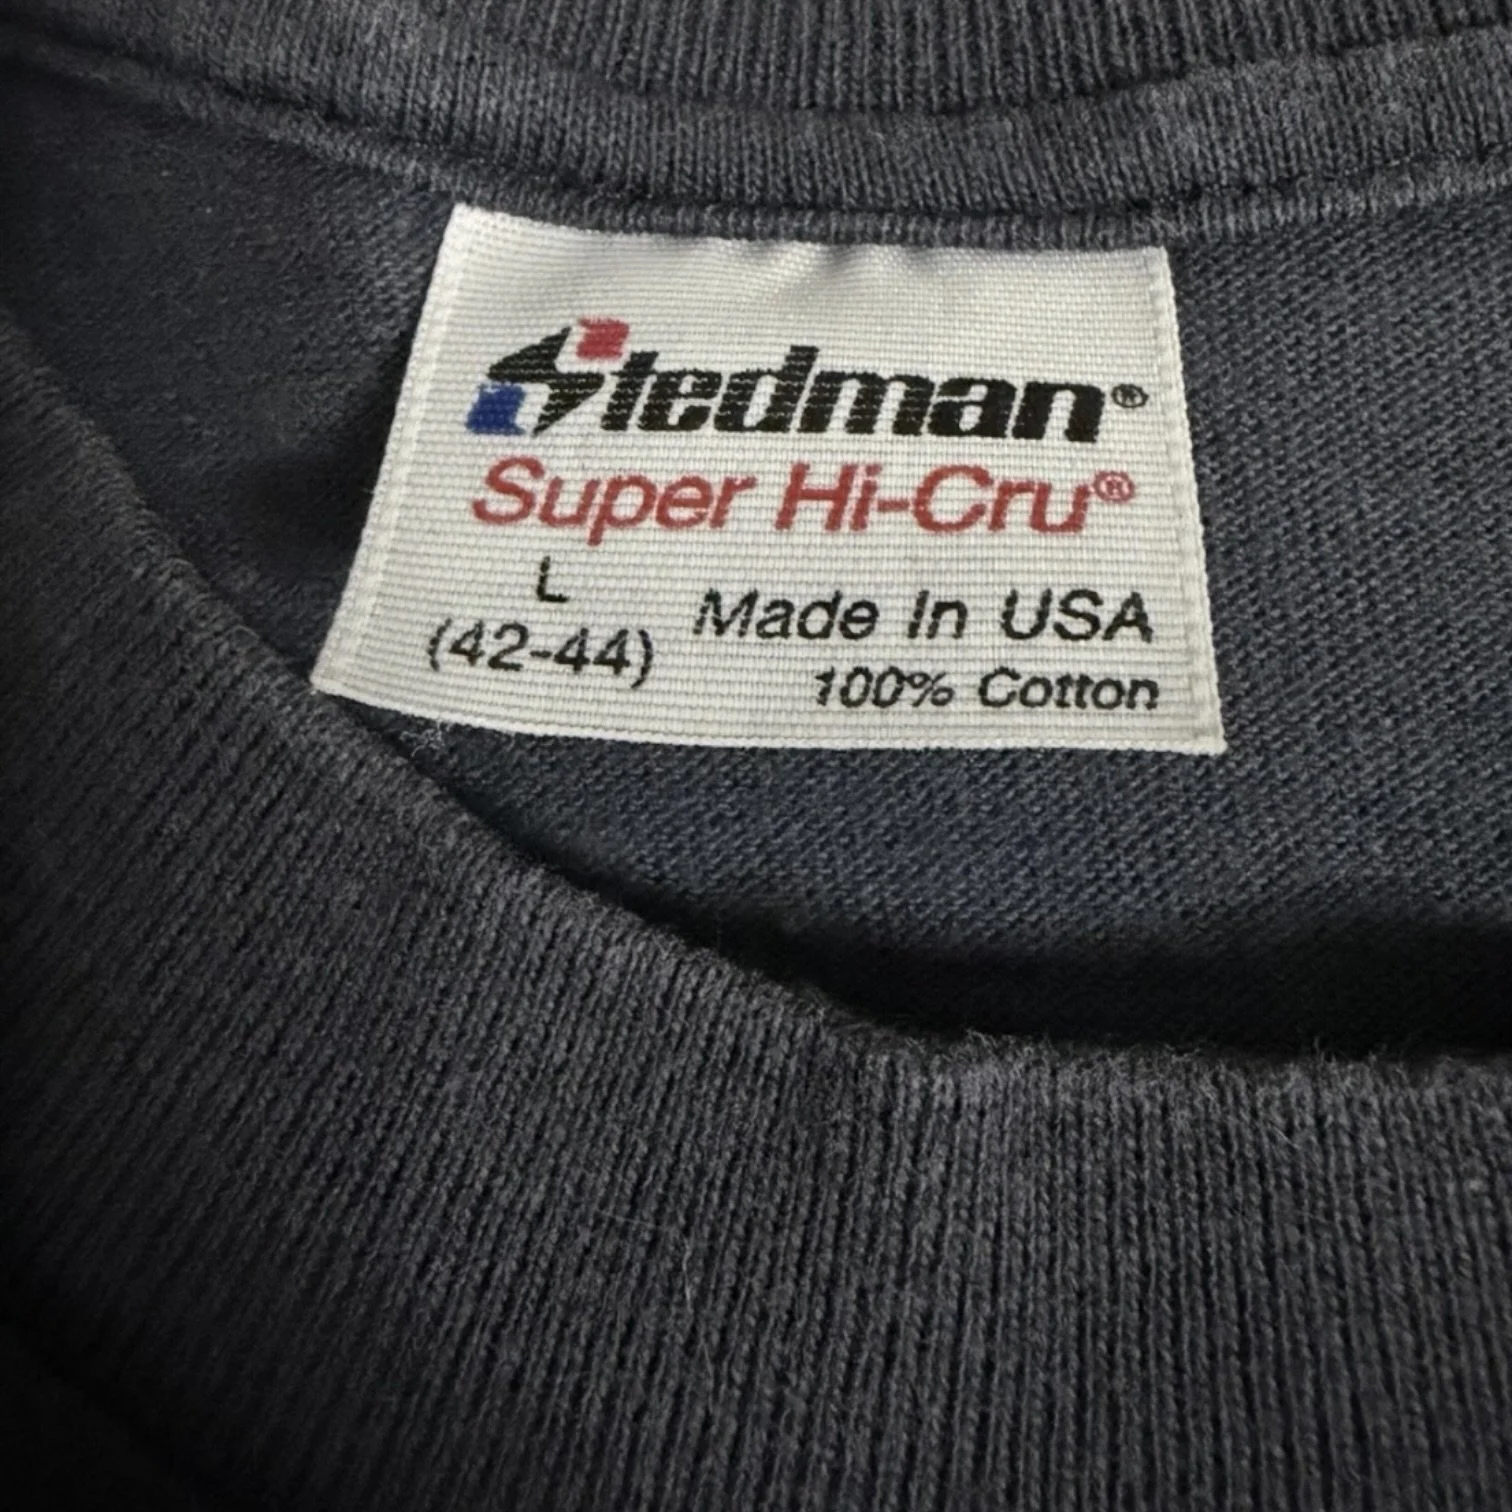 Stedman®
Super Hi-Cru®
L
(42-44)
Made In USA
100% Cotton